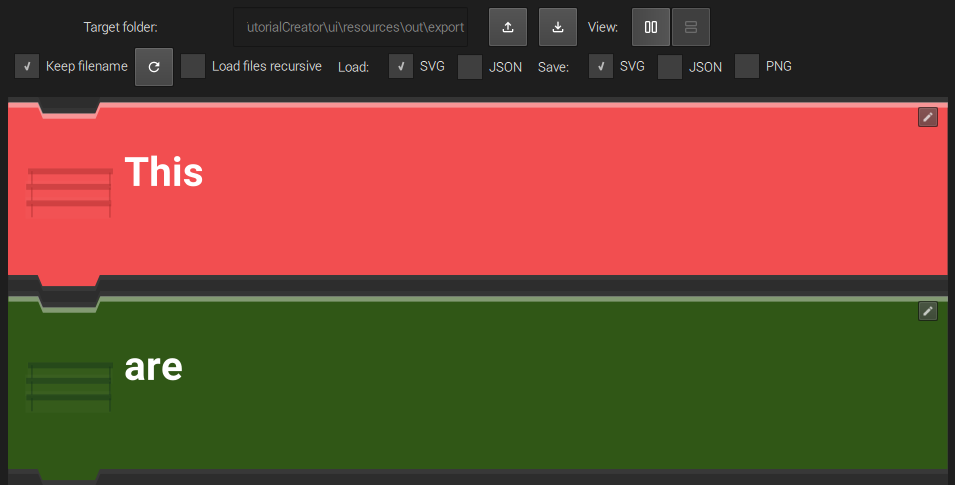 Target folder: utorialCreator\ui\resources\out\export View:
Keep filename Load files recursive Load: SVG JSON Save: SVG JSON PNG
This
are